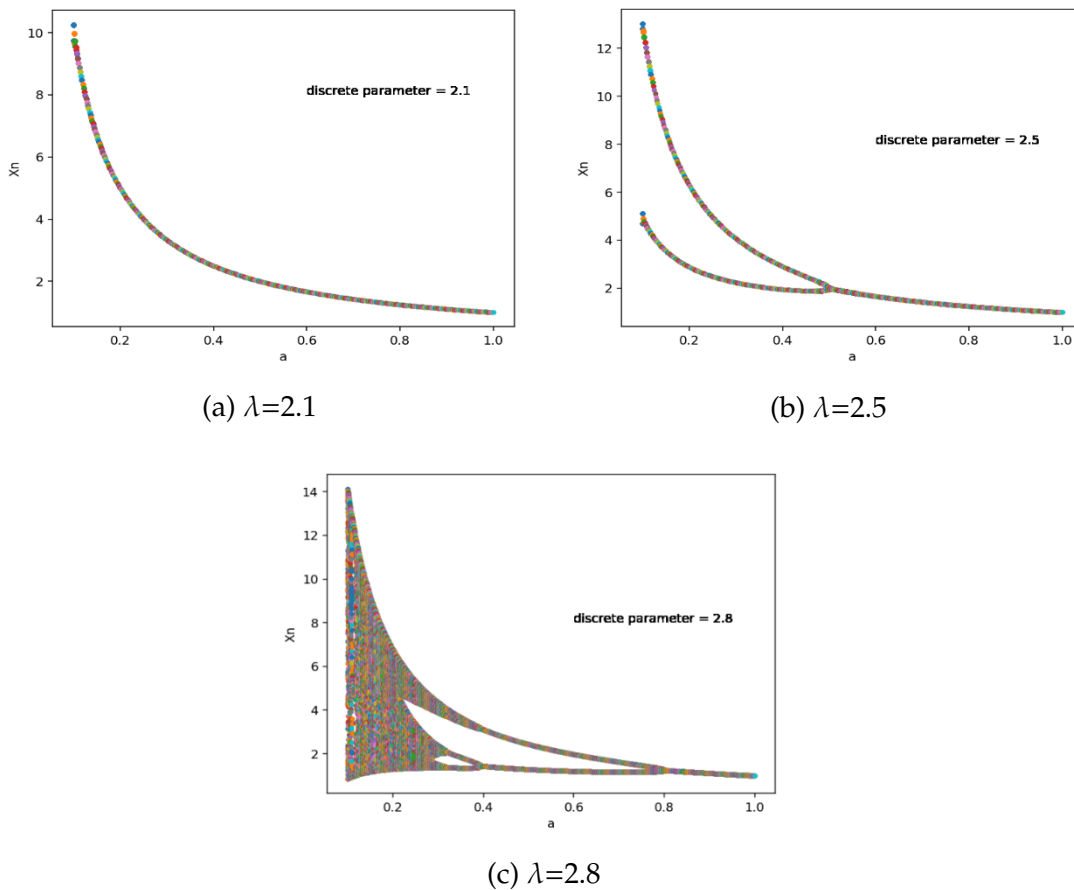 10
8
6
4
2
Xn
discrete parameter = 2.1
0.2 0.4 0.6 0.8 1.0
a
(a) λ=2.1
12
10
8
6
4
2
Xn
discrete parameter = 2.5
0.2 0.4 0.6 0.8 1.0
a
(b) λ=2.5
14
12
10
8
6
4
2
Xn
discrete parameter = 2.8
0.2 0.4 0.6 0.8 1.0
a
(c) λ=2.8